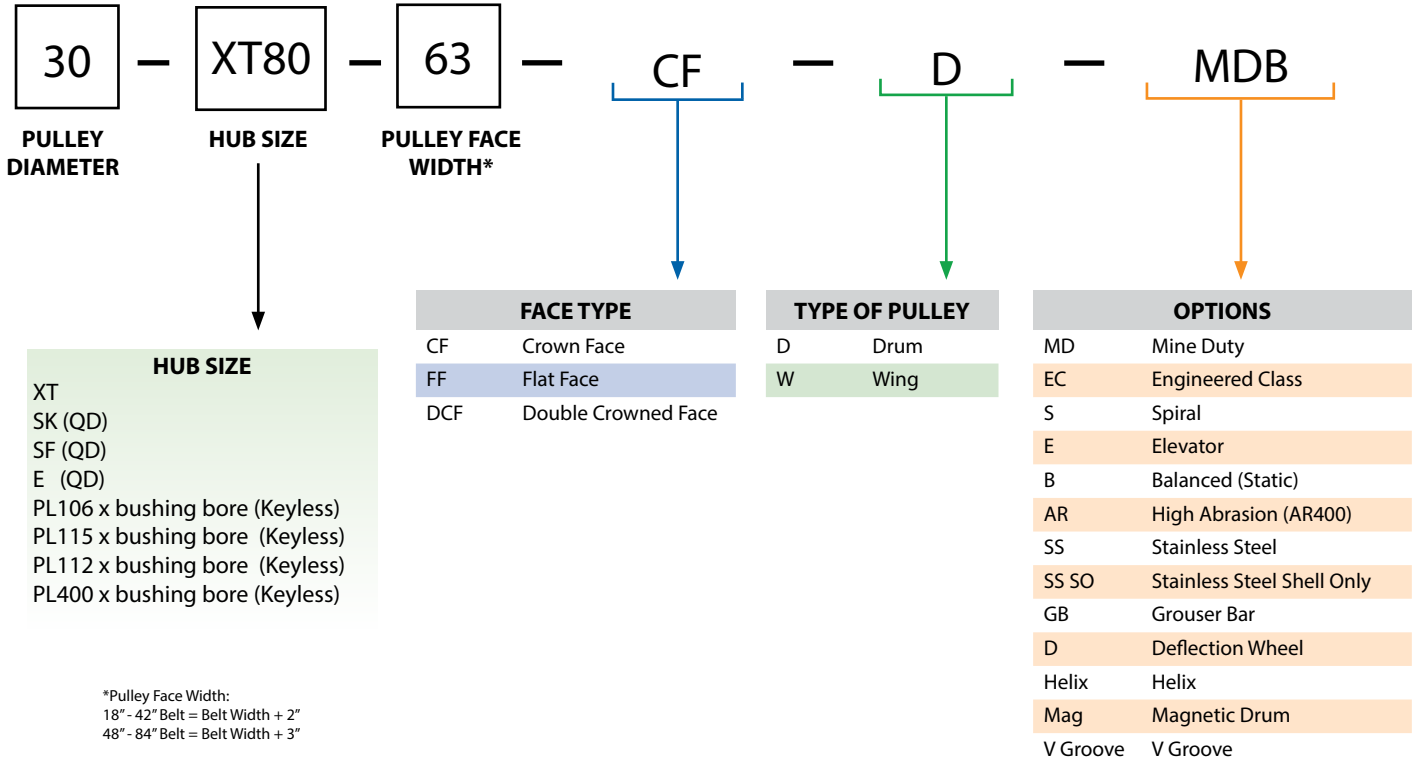 30 – XT80 – 63 – CF – D – MDB
PULLEY DIAMETER
HUB SIZE
PULLEY FACE WIDTH*
HUB SIZE
XT
SK (QD)
SF (QD)
E (QD)
PL106 x bushing bore (Keyless)
PL115 x bushing bore (Keyless)
PL112 x bushing bore (Keyless)
PL400 x bushing bore (Keyless)
*Pulley Face Width:
18" - 42" Belt = Belt Width + 2"
48" - 84" Belt = Belt Width + 3"
FACE TYPE
CF Crown Face
FF Flat Face
DCF Double Crowned Face
TYPE OF PULLEY
D Drum
W Wing
OPTIONS
MD Mine Duty
EC Engineered Class
S Spiral
E Elevator
B Balanced (Static)
AR High Abrasion (AR400)
SS Stainless Steel
SS SO Stainless Steel Shell Only
GB Grouser Bar
D Deflection Wheel
Helix Helix
Mag Magnetic Drum
V Groove V Groove